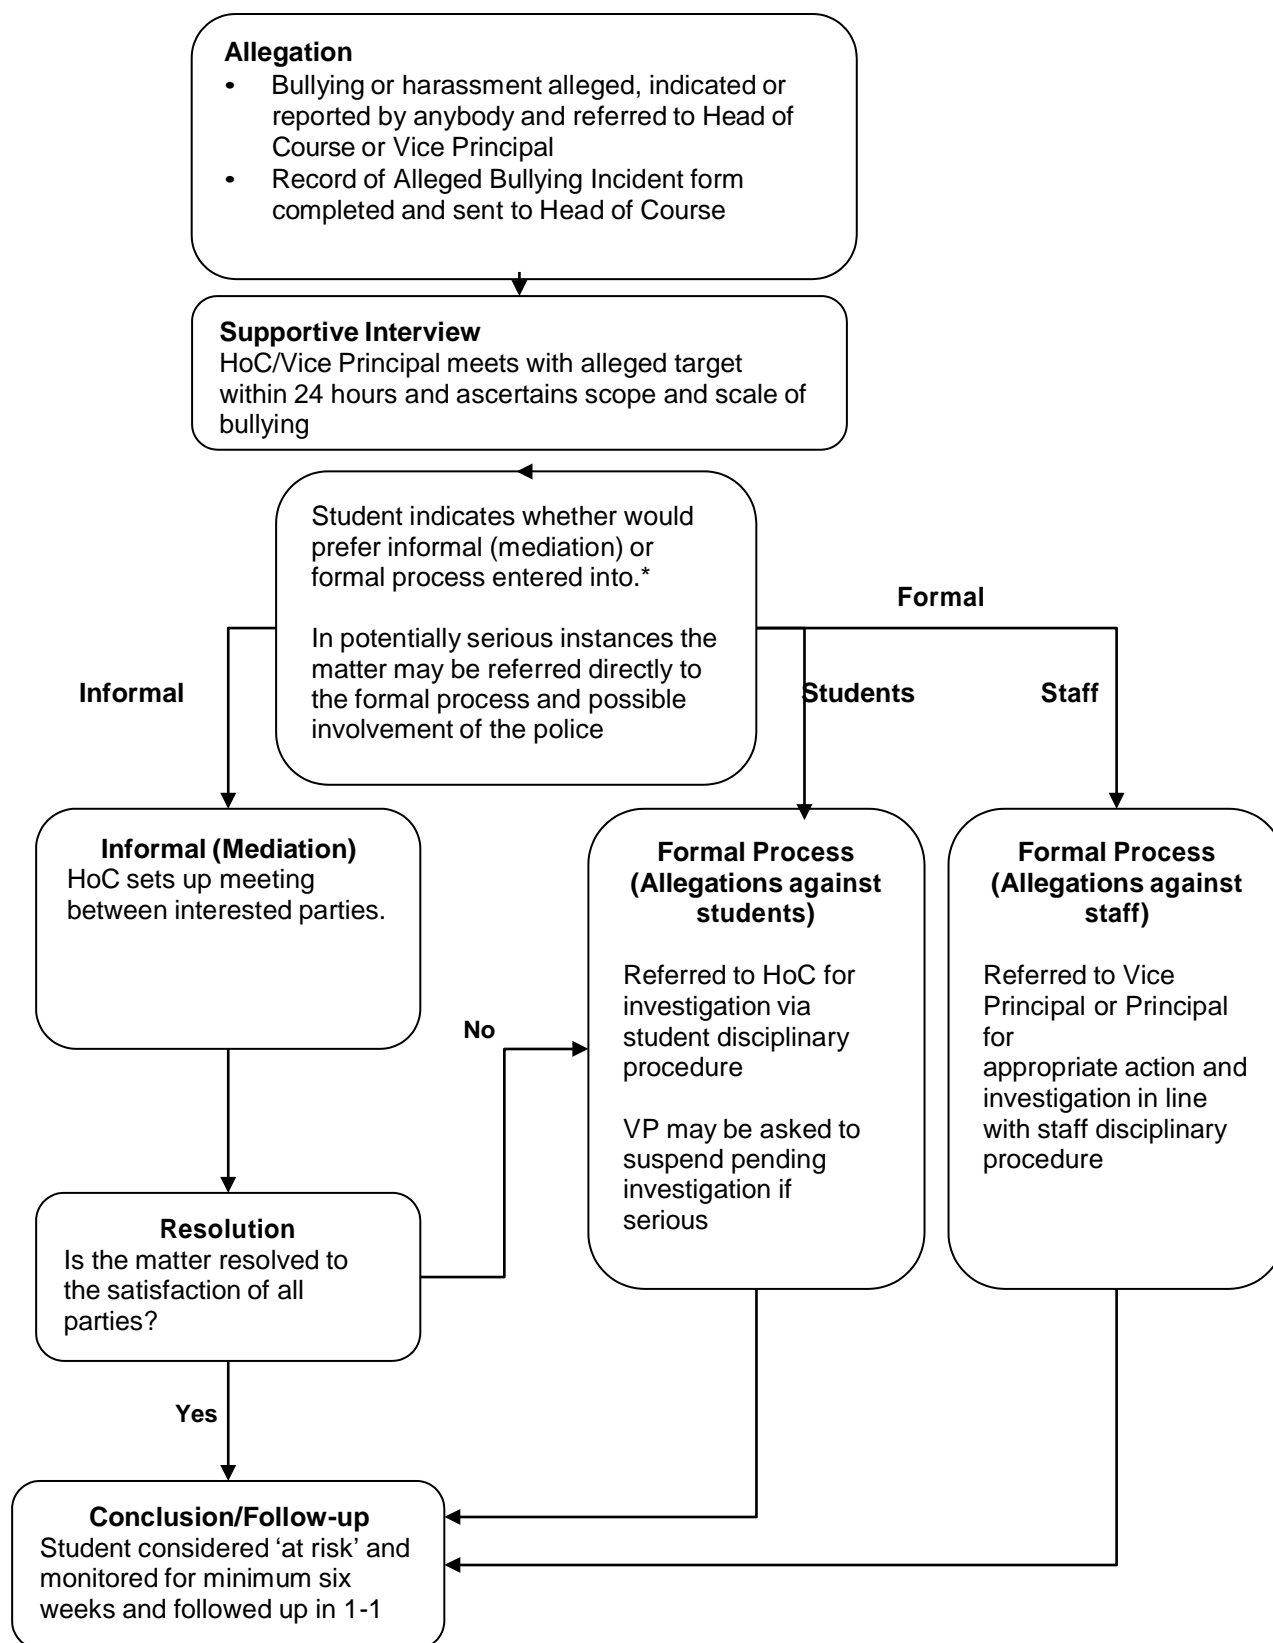 Allegation
• Bullying or harassment alleged, indicated or
reported by anybody and referred to Head of
Course or Vice Principal
• Record of Alleged Bullying Incident form
completed and sent to Head of Course
Supportive Interview
HoC/Vice Principal meets with alleged target
within 24 hours and ascertains scope and scale of
bullying
Student indicates whether would
prefer informal (mediation) or
formal process entered into.*
In potentially serious instances the
matter may be referred directly to
the formal process and possible
involvement of the police
Formal
Informal
Students
Staff
Informal (Mediation)
HoC sets up meeting
between interested parties.
Formal Process
(Allegations against
students)
Referred to HoC for
investigation via
student disciplinary
procedure
VP may be asked to
suspend pending
investigation if
serious
Formal Process
(Allegations against
staff)
Referred to Vice
Principal or Principal
for
appropriate action and
investigation in line
with staff disciplinary
procedure
No
Resolution
Is the matter resolved to
the satisfaction of all
parties?
Yes
Conclusion/Follow-up
Student considered ‘at risk’ and
monitored for minimum six
weeks and followed up in 1-1